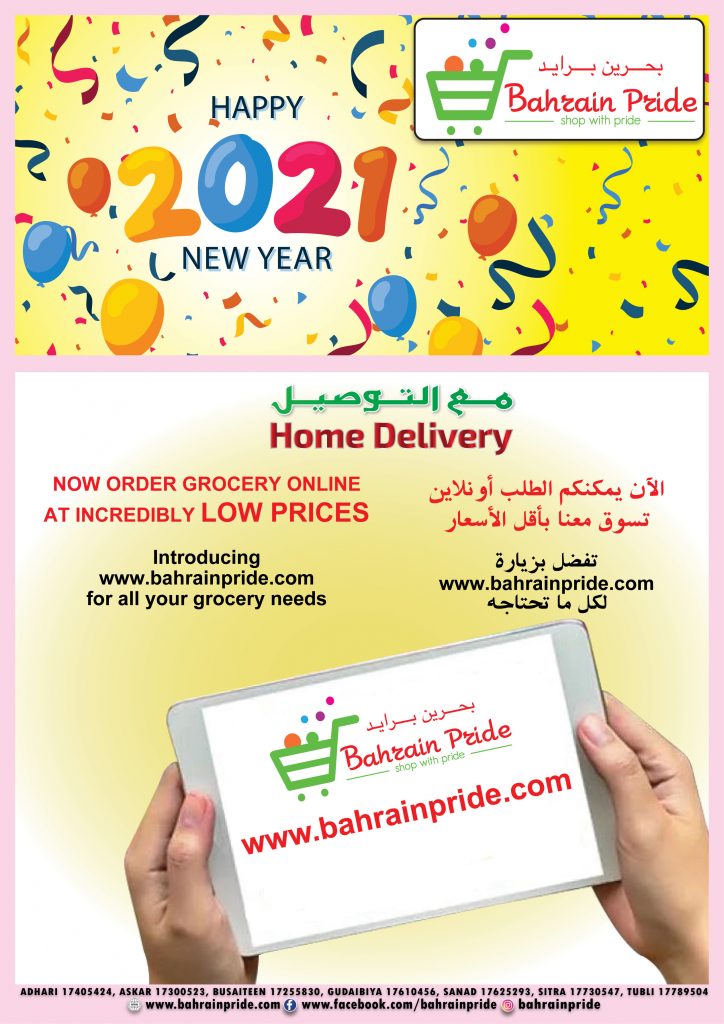 HAPPY
2021
NEW YEAR
بحرين برايد
Bahrain Pride
shop with pride
مع التوصيل
Home Delivery
NOW ORDER GROCERY ONLINE
AT INCREDIBLY LOW PRICES
Introducing
www.bahrainpride.com
for all your grocery needs
الآن يمكنكم الطلب أونلاين
تسوق معنا بأقل الأسعار
تفضل بزيارة
www.bahrainpride.com
لكل ما تحتاجه
بحرين برايد
Bahrain Pride
shop with pride
www.bahrainpride.com
ADHARI 17405424, ASKAR 17300523, BUSAITEEN 17255830, GUDAIBIYA 17610456, SANAD 17625293, SITRA 17730547, TUBLI 17789504
www.bahrainpride.com www.facebook.com/bahrainpride bahrainpride